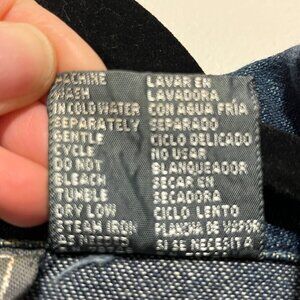 MACHINE
WASH
IN COLD WATER
SEPARATELY
GENTLE
CYCLE
DO NOT
BLEACH
TUMBLE
DRY LOW
STEAM IRON
LAVAR EN
LAVADORA
CON AGUA FRIA
SEPARADO
CICLO DELICADO
NO USAR
BLANQUEADOR
SECAR EN
SECADORA
CICLO LENTO
PLANCHA DE VAPOR
SI SE NECESITA